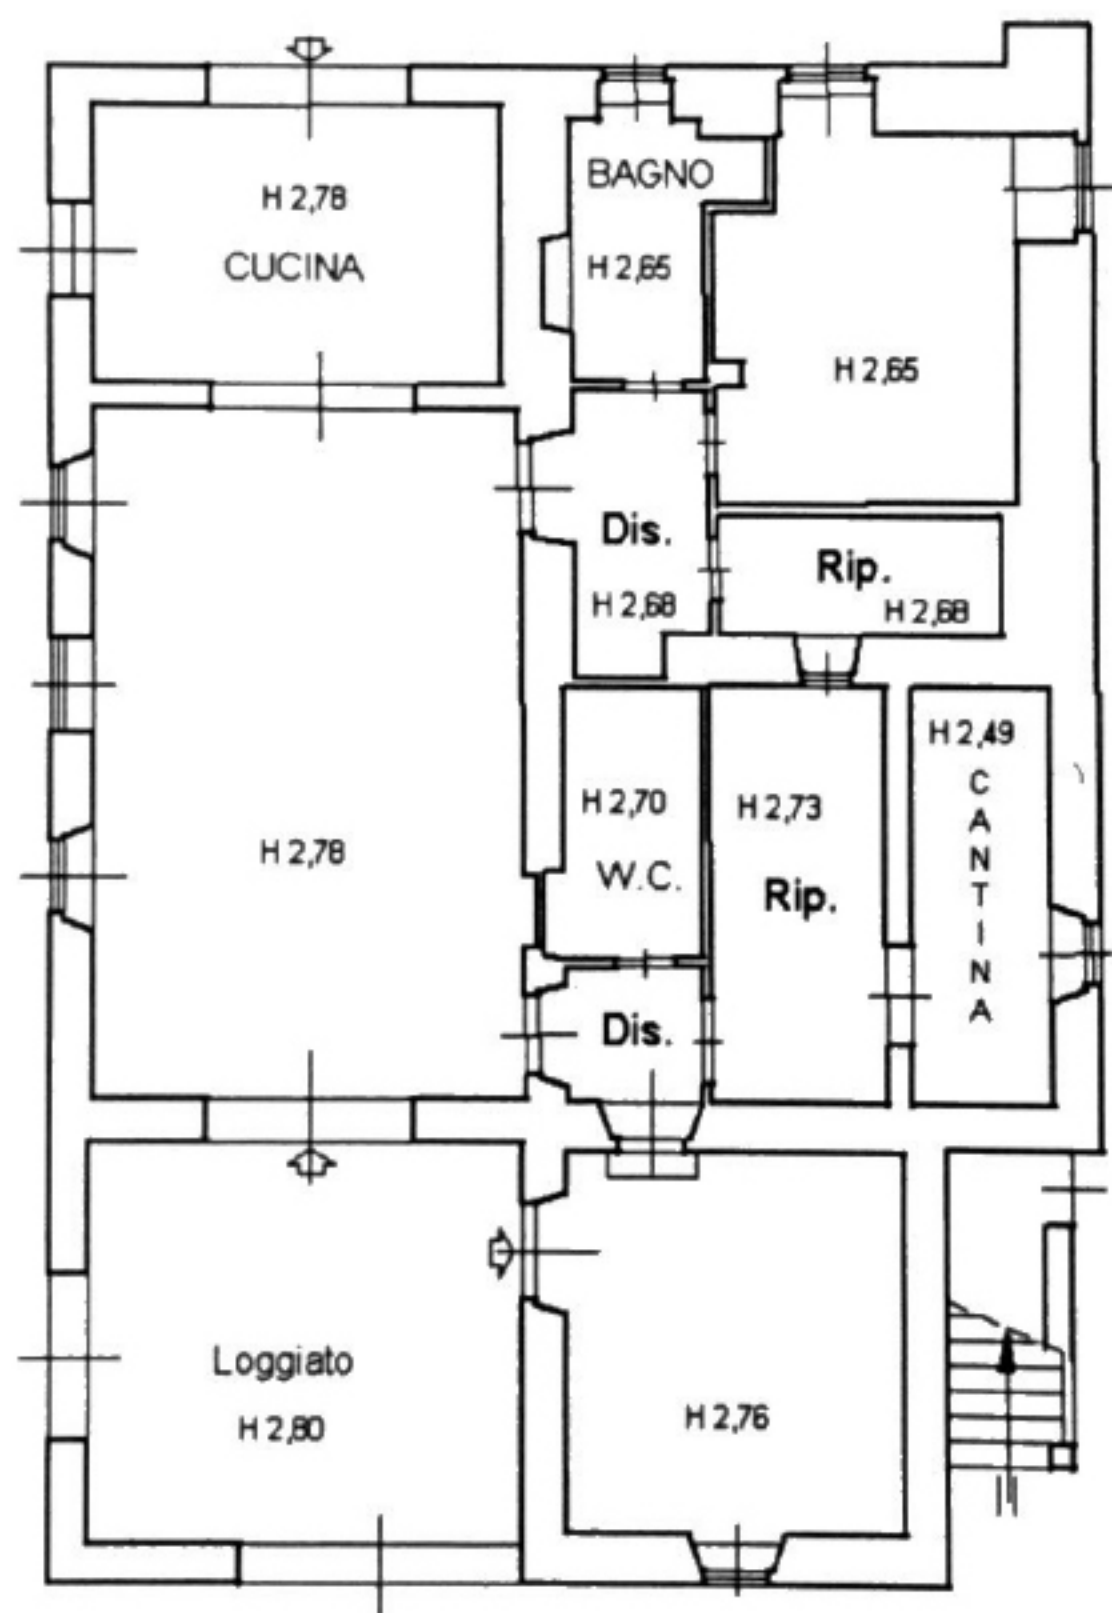 H 2,78
CUCINA
BAGNO
H 2,65
H 2,65
Dis.
H 2,68
Rip.
H 2,68
H 2,78
H 2,70
W.C.
H 2,73
Rip.
H 2,49
CANTINA
Dis.
Loggiato
H 2,80
H 2,76